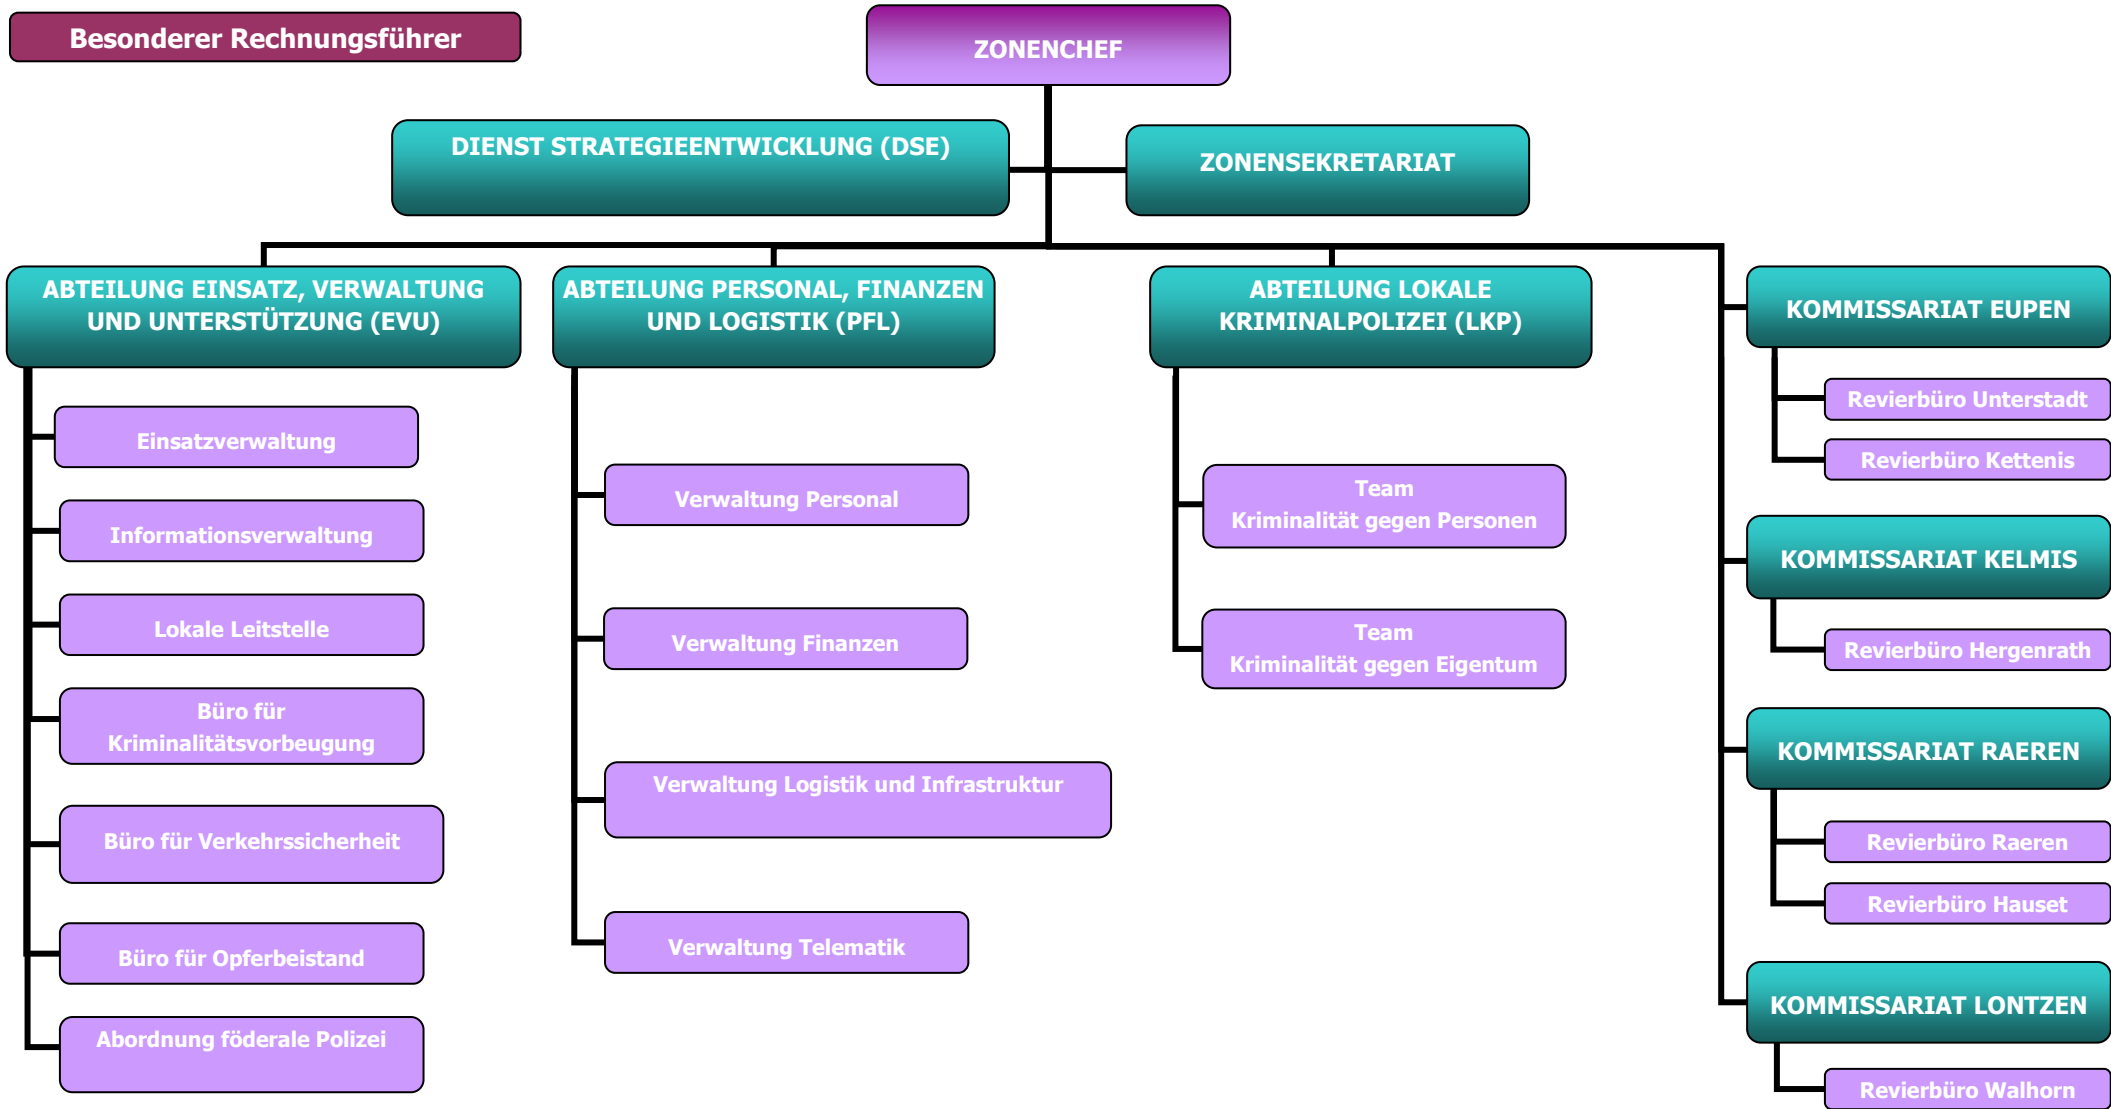 Besonderer Rechnungsführer
ZONENCHEF
DIENST STRATEGIEENTWICKLUNG (DSE)
ZONENSEKRETARIAT
ABTEILUNG EINSATZ, VERWALTUNG
UND UNTERSTÜTZUNG (EVU)
Einsatzverwaltung
Informationsverwaltung
Lokale Leitstelle
Büro für
Kriminalitätsvorbeugung
Büro für Verkehrssicherheit
Büro für Opferbeistand
Abordnung föderale Polizei
ABTEILUNG PERSONAL, FINANZEN
UND LOGISTIK (PFL)
Verwaltung Personal
Verwaltung Finanzen
Verwaltung Logistik und Infrastruktur
Verwaltung Telematik
ABTEILUNG LOKALE
KRIMINALPOLIZEI (LKP)
Team
Kriminalität gegen Personen
Team
Kriminalität gegen Eigentum
KOMMISSARIAT EUPEN
Revierbüro Unterstadt
Revierbüro Kettenis
KOMMISSARIAT KELMIS
Revierbüro Hergenrath
KOMMISSARIAT RAEREN
Revierbüro Raeren
Revierbüro Hauset
KOMMISSARIAT LONTZEN
Revierbüro Walhorn